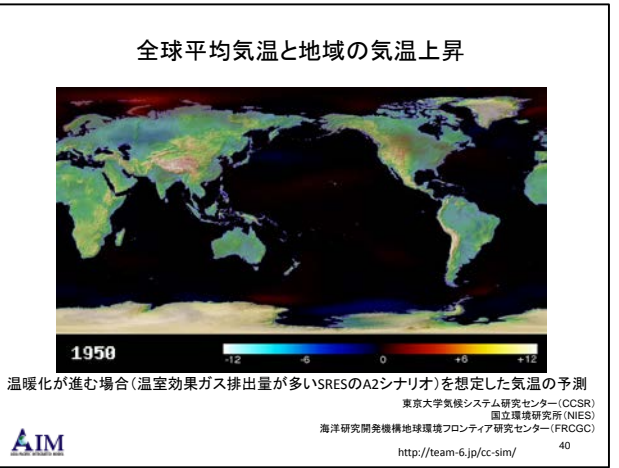 全球平均気温と地域の気温上昇
1950
-12 -6 0 +6 +12
温暖化が進む場合（温室効果ガス排出量が多いSRESのA2シナリオ）を想定した気温の予測
東京大学気候システム研究センター（CCSR）
国立環境研究所（NIES）
海洋研究開発機構地球環境フロンティア研究センター（FRCGC）
AIM
ASIA-PACIFIC INTEGRATED MODEL
http://team-6.jp/cc-sim/
40